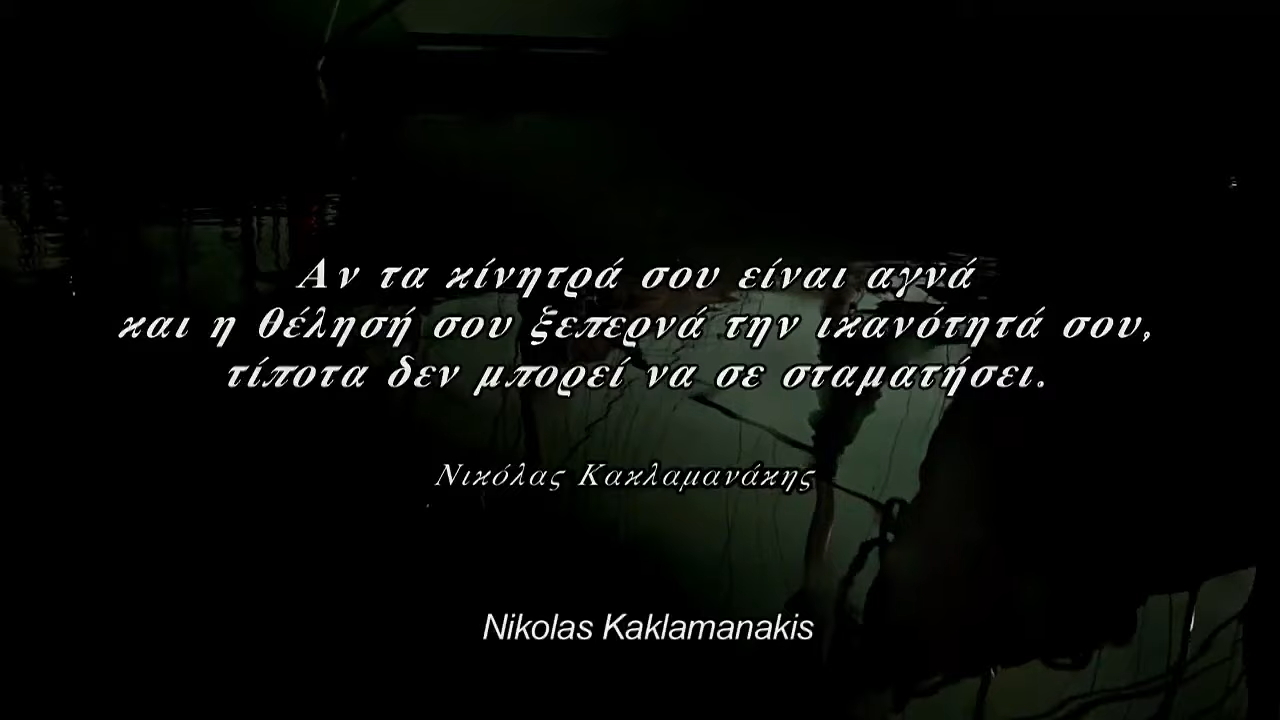 Αν τα κίνητρά σου είναι αγνά
και η θέλησή σου ξεπερνά την ικανότητά σου,
τίποτα δεν μπορεί να σε σταματήσει.
Νικόλας Κακλαμανάκης
Nikolas Kaklamanakis